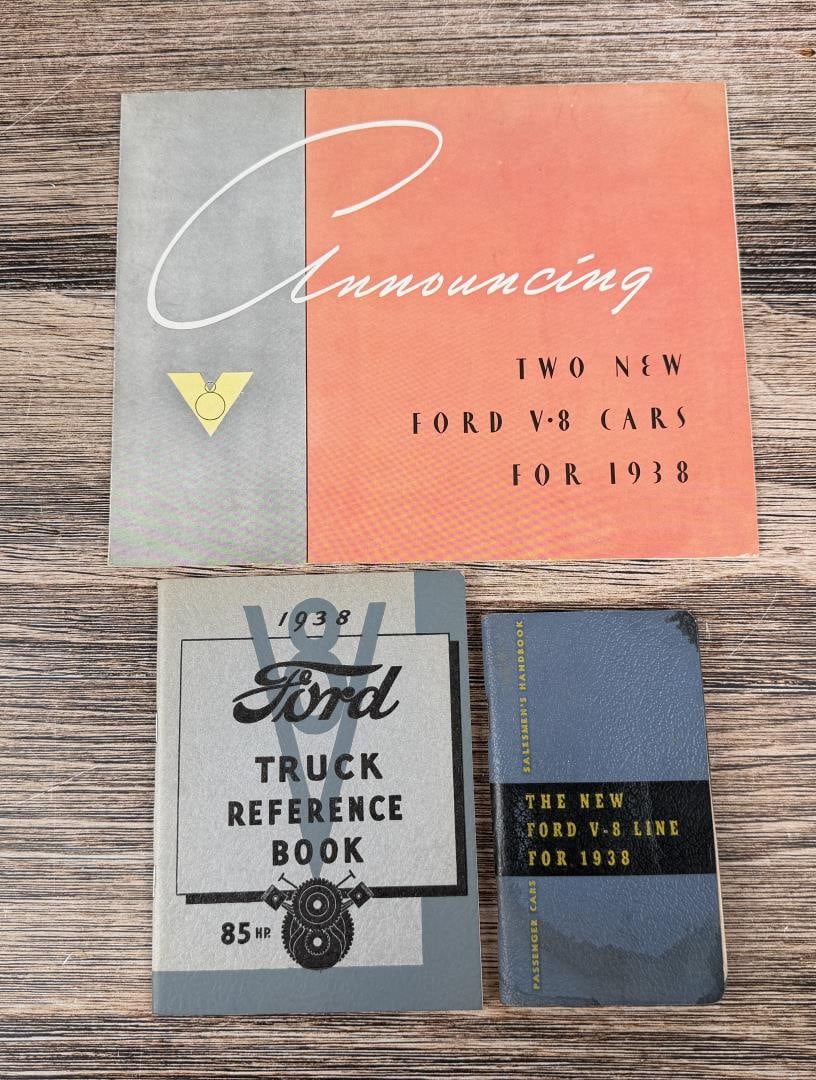 Announcing
TWO NEW
FORD V·8 CARS
FOR 1938
1938
V8
Ford
TRUCK
REFERENCE
BOOK
85 HP.
SALESMEN'S HANDBOOK
THE NEW
FORD V-8 LINE
FOR 1938
PASSENGER CARS